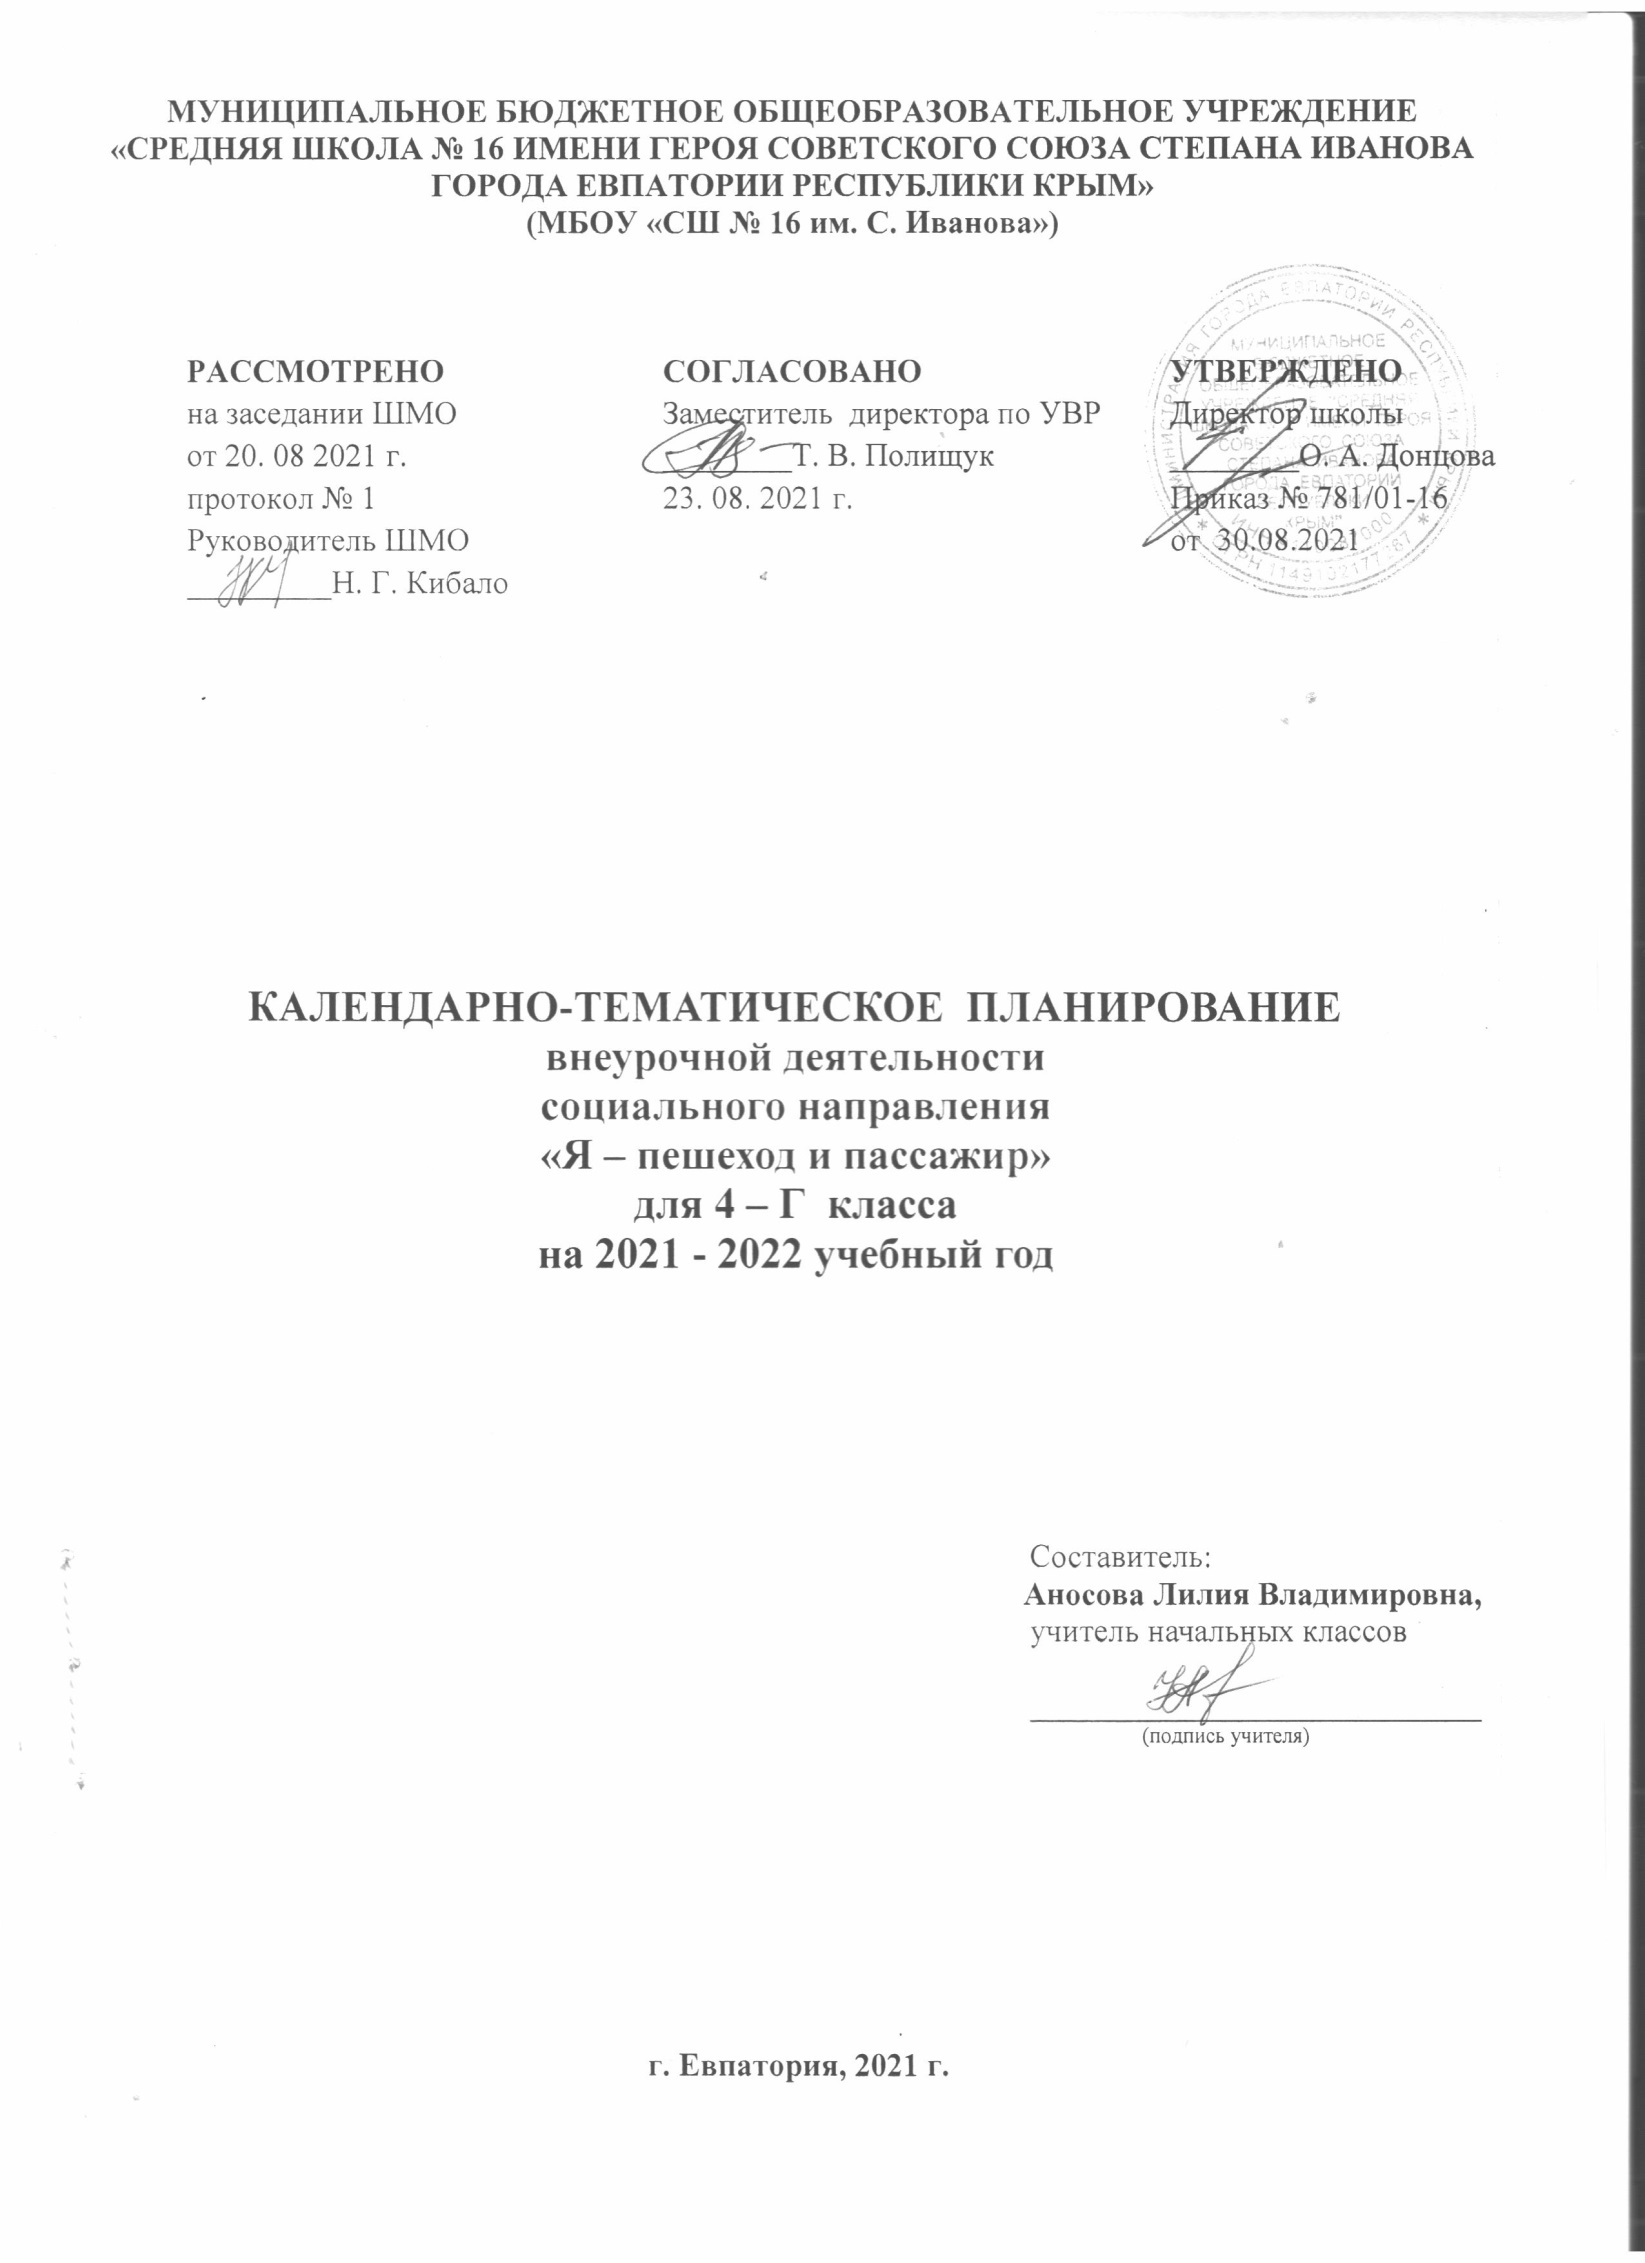 МУНИЦИПАЛЬНОЕ БЮДЖЕТНОЕ ОБЩЕОБРАЗОВАТЕЛЬНОЕ УЧРЕЖДЕНИЕ
«СРЕДНЯЯ ШКОЛА № 16 ИМЕНИ ГЕРОЯ СОВЕТСКОГО СОЮЗА СТЕПАНА ИВАНОВА
ГОРОДА ЕВПАТОРИИ РЕСПУБЛИКИ КРЫМ»
(МБОУ «СШ № 16 им. С. Иванова»)
РАССМОТРЕНО
на заседании ШМО
от 20. 08 2021 г.
протокол № 1
Руководитель ШМО
__________Н. Г. Кибало
СОГЛАСОВАНО
Заместитель директора по УВР
_________Т. В. Полищук
23. 08. 2021 г.
УТВЕРЖДЕНО
Директор школы
_________О. А. Донцова
Приказ № 781/01-16
от 30.08.2021
КАЛЕНДАРНО-ТЕМАТИЧЕСКОЕ ПЛАНИРОВАНИЕ
внеурочной деятельности
социального направления
«Я – пешеход и пассажир»
для 4 – Г класса
на 2021 - 2022 учебный год
Составитель:
Аносова Лилия Владимировна,
учитель начальных классов
(подпись учителя)
г. Евпатория, 2021 г.